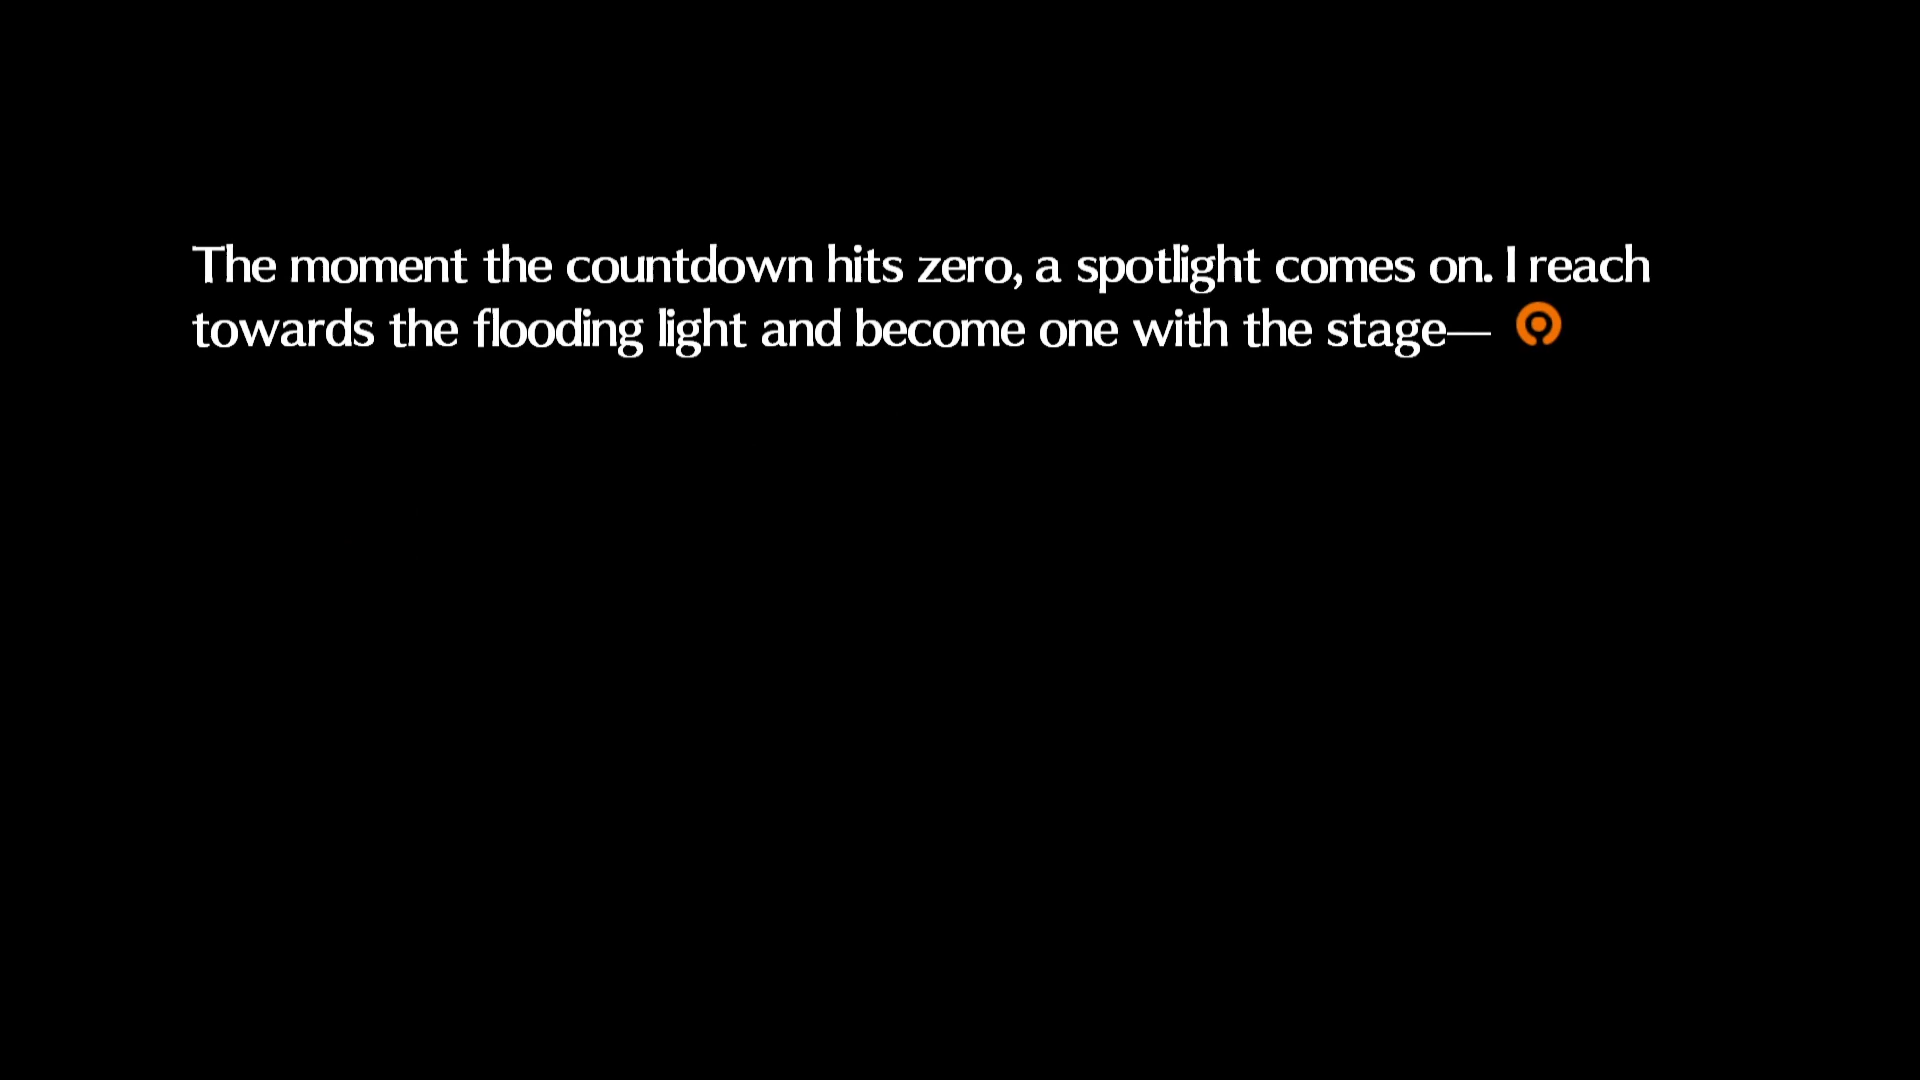 The moment the countdown hits zero, a spotlight comes on. I reach
towards the flooding light and become one with the stage—